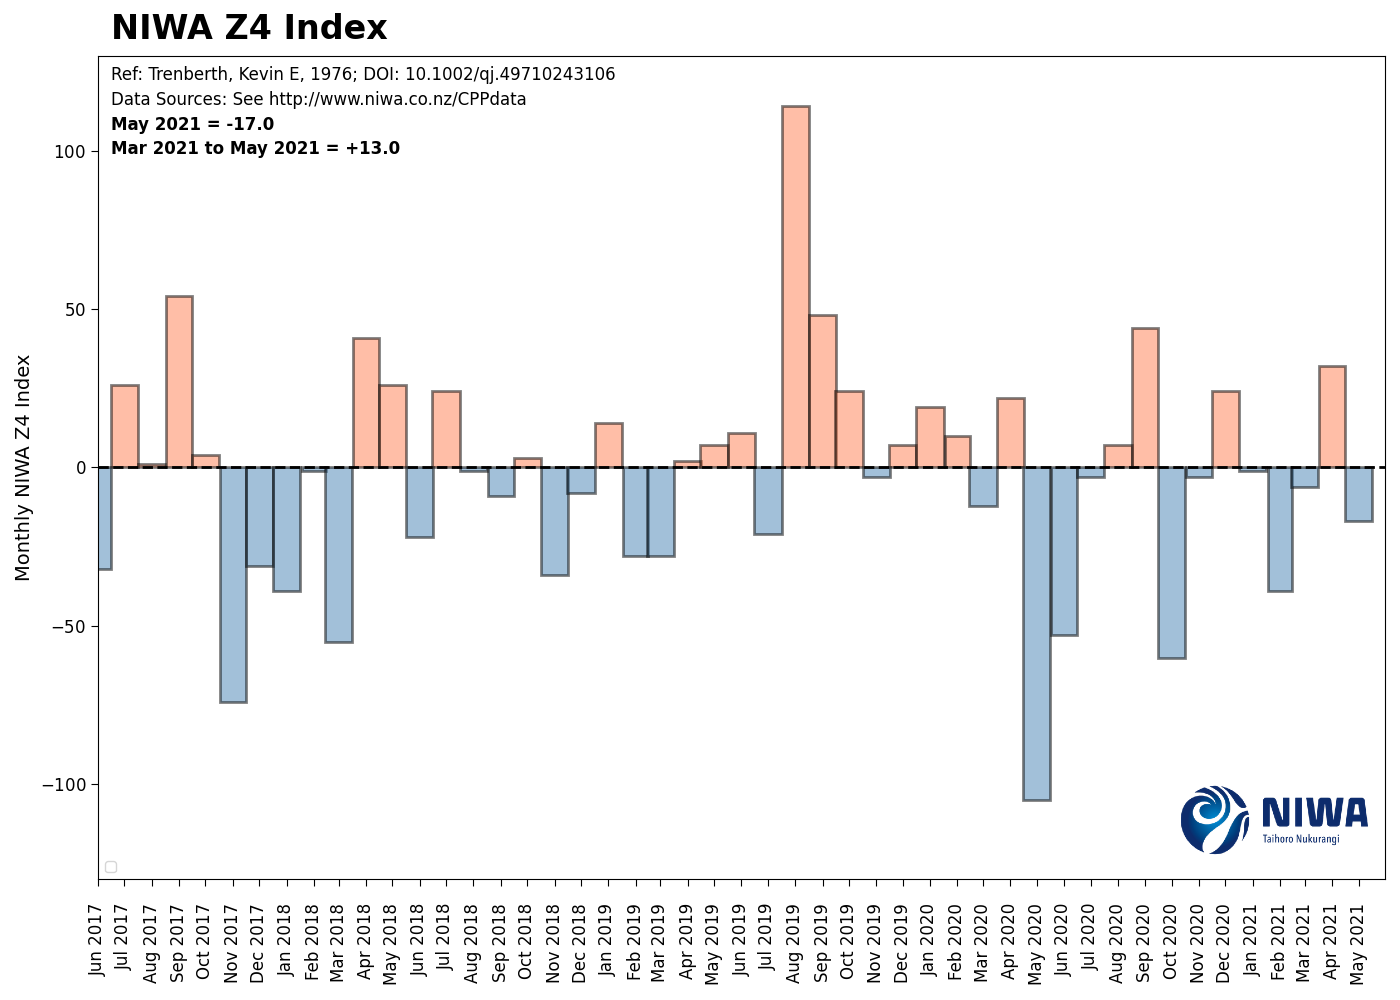 NIWA Z4 Index
Ref: Trenberth, Kevin E, 1976; DOI: 10.1002/qj.49710243106
Data Sources: See http://www.niwa.co.nz/CPPdata
May 2021 = -17.0
Mar 2021 to May 2021 = +13.0
Monthly NIWA Z4 Index
100
50
0
−50
−100
NIWA
Taihoro Nukurangi
Jun 2017
Jul 2017
Aug 2017
Sep 2017
Oct 2017
Nov 2017
Dec 2017
Jan 2018
Feb 2018
Mar 2018
Apr 2018
May 2018
Jun 2018
Jul 2018
Aug 2018
Sep 2018
Oct 2018
Nov 2018
Dec 2018
Jan 2019
Feb 2019
Mar 2019
Apr 2019
May 2019
Jun 2019
Jul 2019
Aug 2019
Sep 2019
Oct 2019
Nov 2019
Dec 2019
Jan 2020
Feb 2020
Mar 2020
Apr 2020
May 2020
Jun 2020
Jul 2020
Aug 2020
Sep 2020
Oct 2020
Nov 2020
Dec 2020
Jan 2021
Feb 2021
Mar 2021
Apr 2021
May 2021